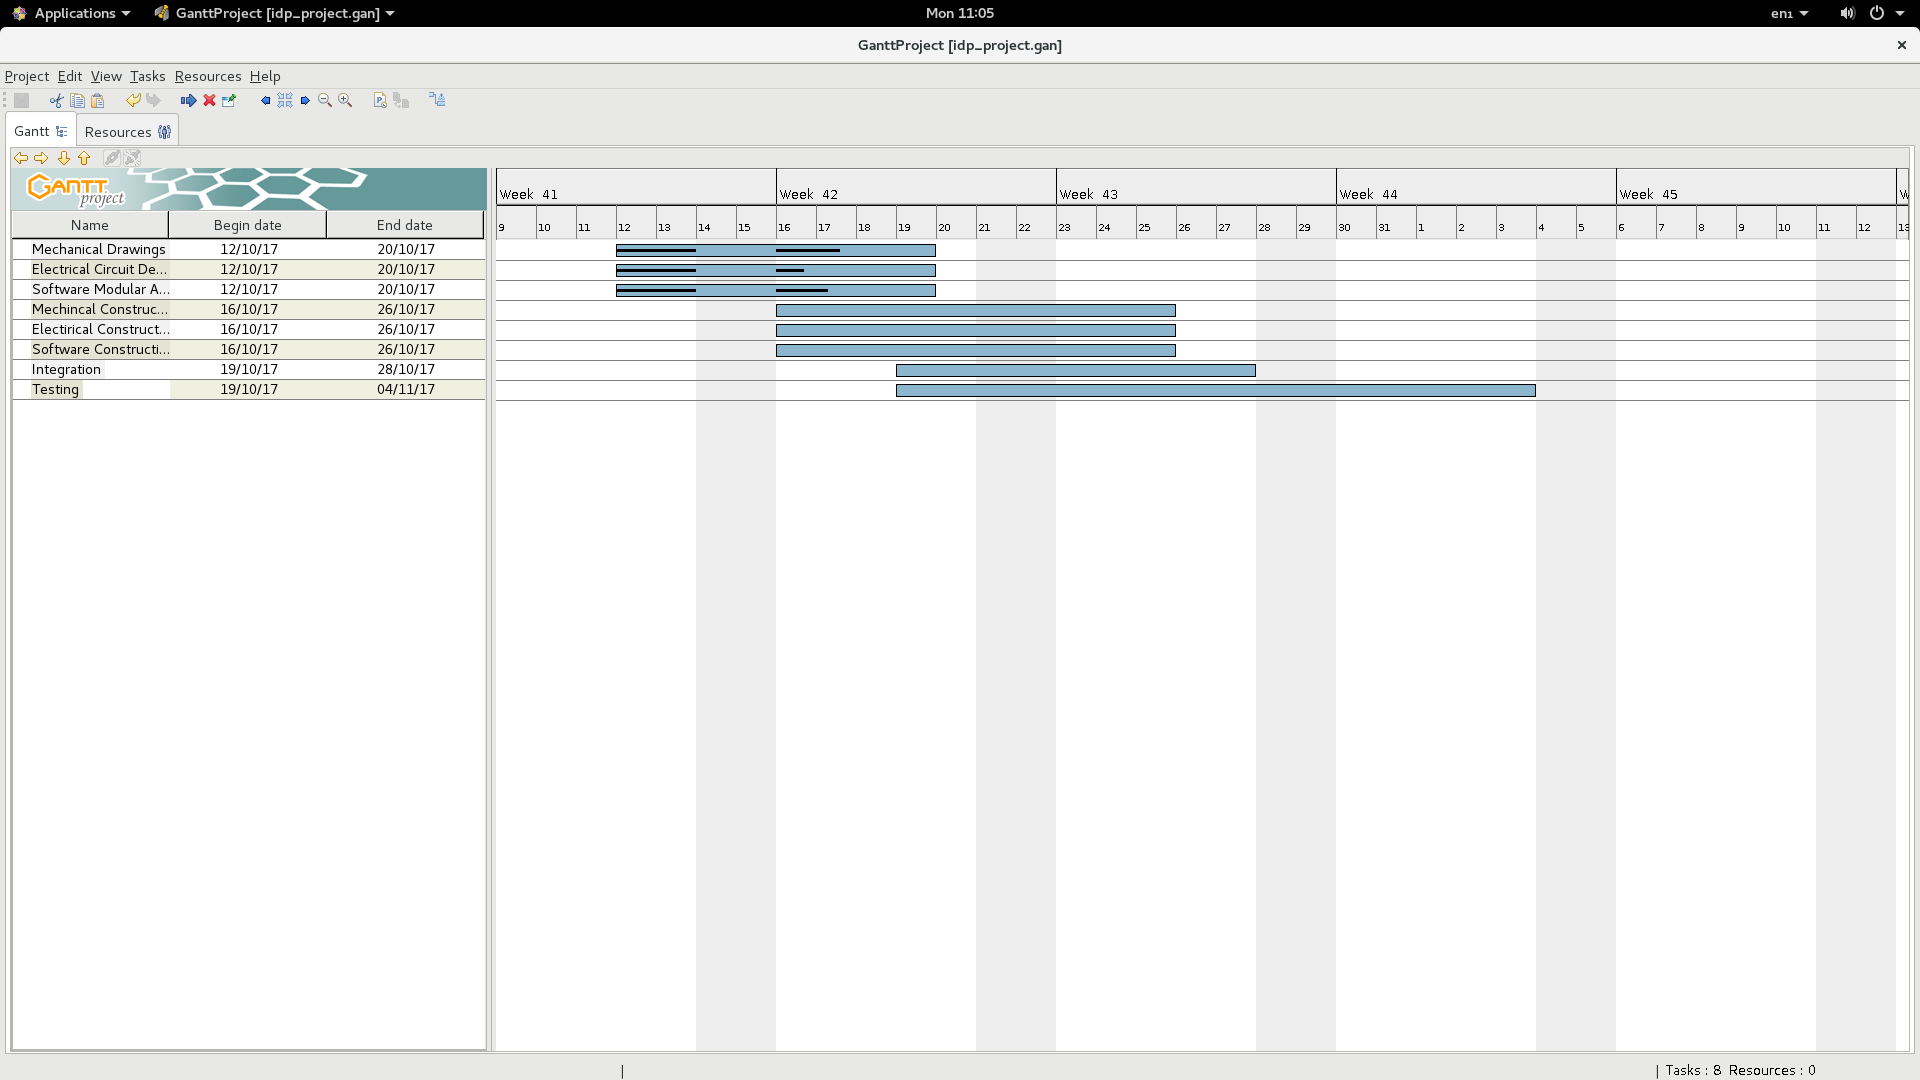 Applications GanttProject [idp_project.gan] Mon 11:05 en1
GanttProject [idp_project.gan]
Project Edit View Tasks Resources Help
Gantt Resources
GANTT project
Week 41 Week 42 Week 43 Week 44 Week 45 W
Name Begin date End date
9 10 11 12 13 14 15 16 17 18 19 20 21 22 23 24 25 26 27 28 29 30 31 1 2 3 4 5 6 7 8 9 10 11 12 13
Mechanical Drawings 12/10/17 20/10/17
Electrical Circuit De... 12/10/17 20/10/17
Software Modular A... 12/10/17 20/10/17
Mechincal Construc... 16/10/17 26/10/17
Electirical Construct... 16/10/17 26/10/17
Software Constructi... 16/10/17 26/10/17
Integration 19/10/17 28/10/17
Testing 19/10/17 04/11/17
Tasks : 8 Resources : 0